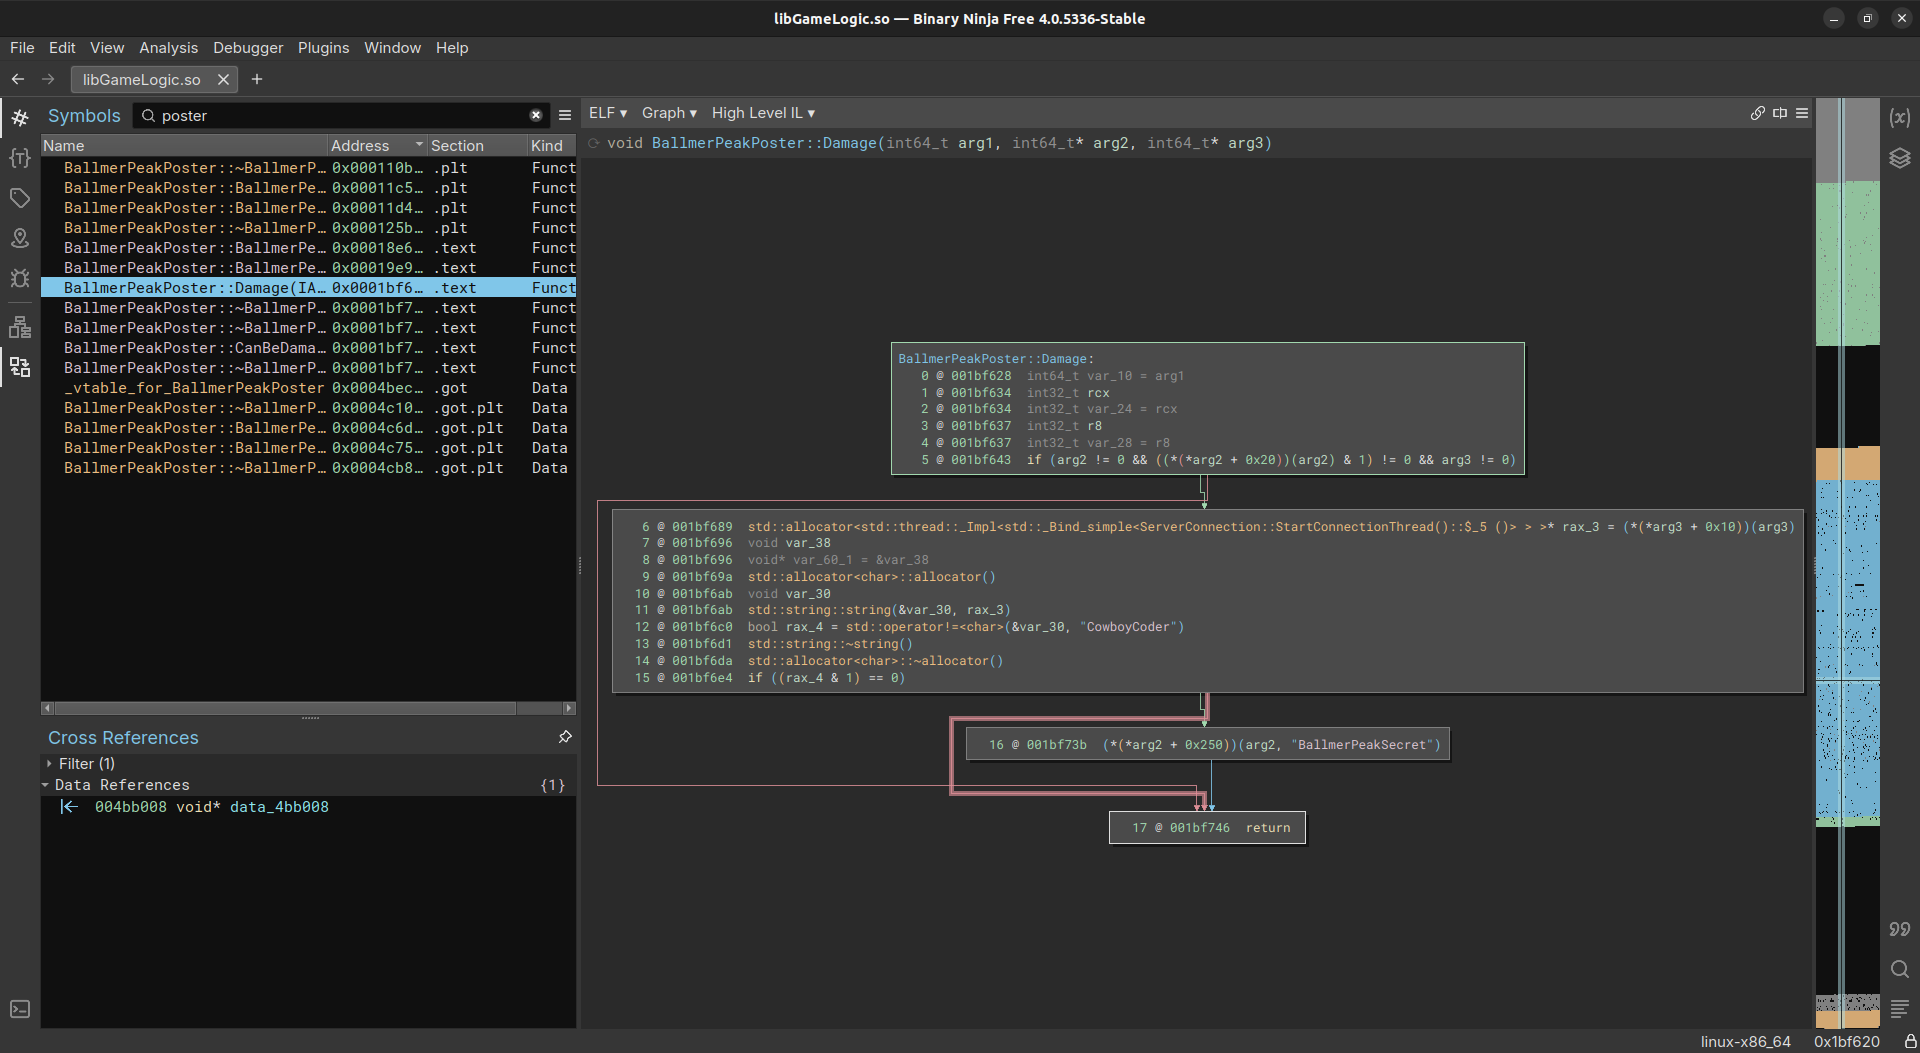 libGameLogic.so — Binary Ninja Free 4.0.5336-Stable
File Edit View Analysis Debugger Plugins Window Help
libGameLogic.so
Symbols poster
Name Address Section Kind
BallmerPeakPoster::~BallmerP… 0x000110b… .plt Funct
BallmerPeakPoster::BallmerPe… 0x00011c5… .plt Funct
BallmerPeakPoster::BallmerPe… 0x00011d4… .plt Funct
BallmerPeakPoster::~BallmerP… 0x000125b… .plt Funct
BallmerPeakPoster::BallmerPe… 0x00018e6… .text Funct
BallmerPeakPoster::BallmerPe… 0x00019e9… .text Funct
BallmerPeakPoster::Damage(IA… 0x0001bf6… .text Funct
BallmerPeakPoster::~BallmerP… 0x0001bf7… .text Funct
BallmerPeakPoster::~BallmerP… 0x0001bf7… .text Funct
BallmerPeakPoster::CanBeDama… 0x0001bf7… .text Funct
BallmerPeakPoster::~BallmerP… 0x0001bf7… .text Funct
_vtable_for_BallmerPeakPoster 0x0004bec… .got Data
BallmerPeakPoster::~BallmerP… 0x0004c10… .got.plt Data
BallmerPeakPoster::BallmerPe… 0x0004c6d… .got.plt Data
BallmerPeakPoster::BallmerPe… 0x0004c75… .got.plt Data
BallmerPeakPoster::~BallmerP… 0x0004cb8… .got.plt Data
Cross References
Filter (1)
Data References {1}
004bb008 void* data_4bb008
ELF ▾ Graph ▾ High Level IL ▾
void BallmerPeakPoster::Damage(int64_t arg1, int64_t* arg2, int64_t* arg3)
BallmerPeakPoster::Damage:
0 @ 001bf628 int64_t var_10 = arg1
1 @ 001bf634 int32_t rcx
2 @ 001bf634 int32_t var_24 = rcx
3 @ 001bf637 int32_t r8
4 @ 001bf637 int32_t var_28 = r8
5 @ 001bf643 if (arg2 != 0 && ((*(*arg2 + 0x20))(arg2) & 1) != 0 && arg3 != 0)
6 @ 001bf689 std::allocator<std::thread::_Impl<std::_Bind_simple<ServerConnection::StartConnectionThread()::$_5 ()> > >* rax_3 = (*(*arg3 + 0x10))(arg3)
7 @ 001bf696 void var_38
8 @ 001bf696 void* var_60_1 = &var_38
9 @ 001bf69a std::allocator<char>::allocator()
10 @ 001bf6ab void var_30
11 @ 001bf6ab std::string::string(&var_30, rax_3)
12 @ 001bf6c0 bool rax_4 = std::operator!=<char>(&var_30, "CowboyCoder")
13 @ 001bf6d1 std::string::~string()
14 @ 001bf6da std::allocator<char>::~allocator()
15 @ 001bf6e4 if ((rax_4 & 1) == 0)
16 @ 001bf73b (*(*arg2 + 0x250))(arg2, "BallmerPeakSecret")
17 @ 001bf746 return
linux-x86_64 0x1bf620